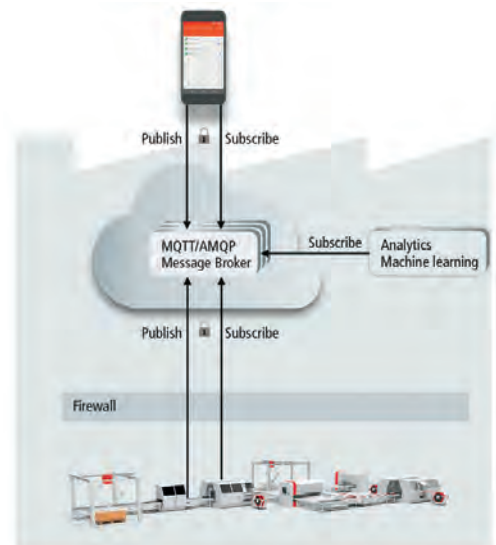 Publish
Subscribe
MQTT/AMQP
Message Broker
Subscribe
Analytics
Machine learning
Publish
Subscribe
Firewall